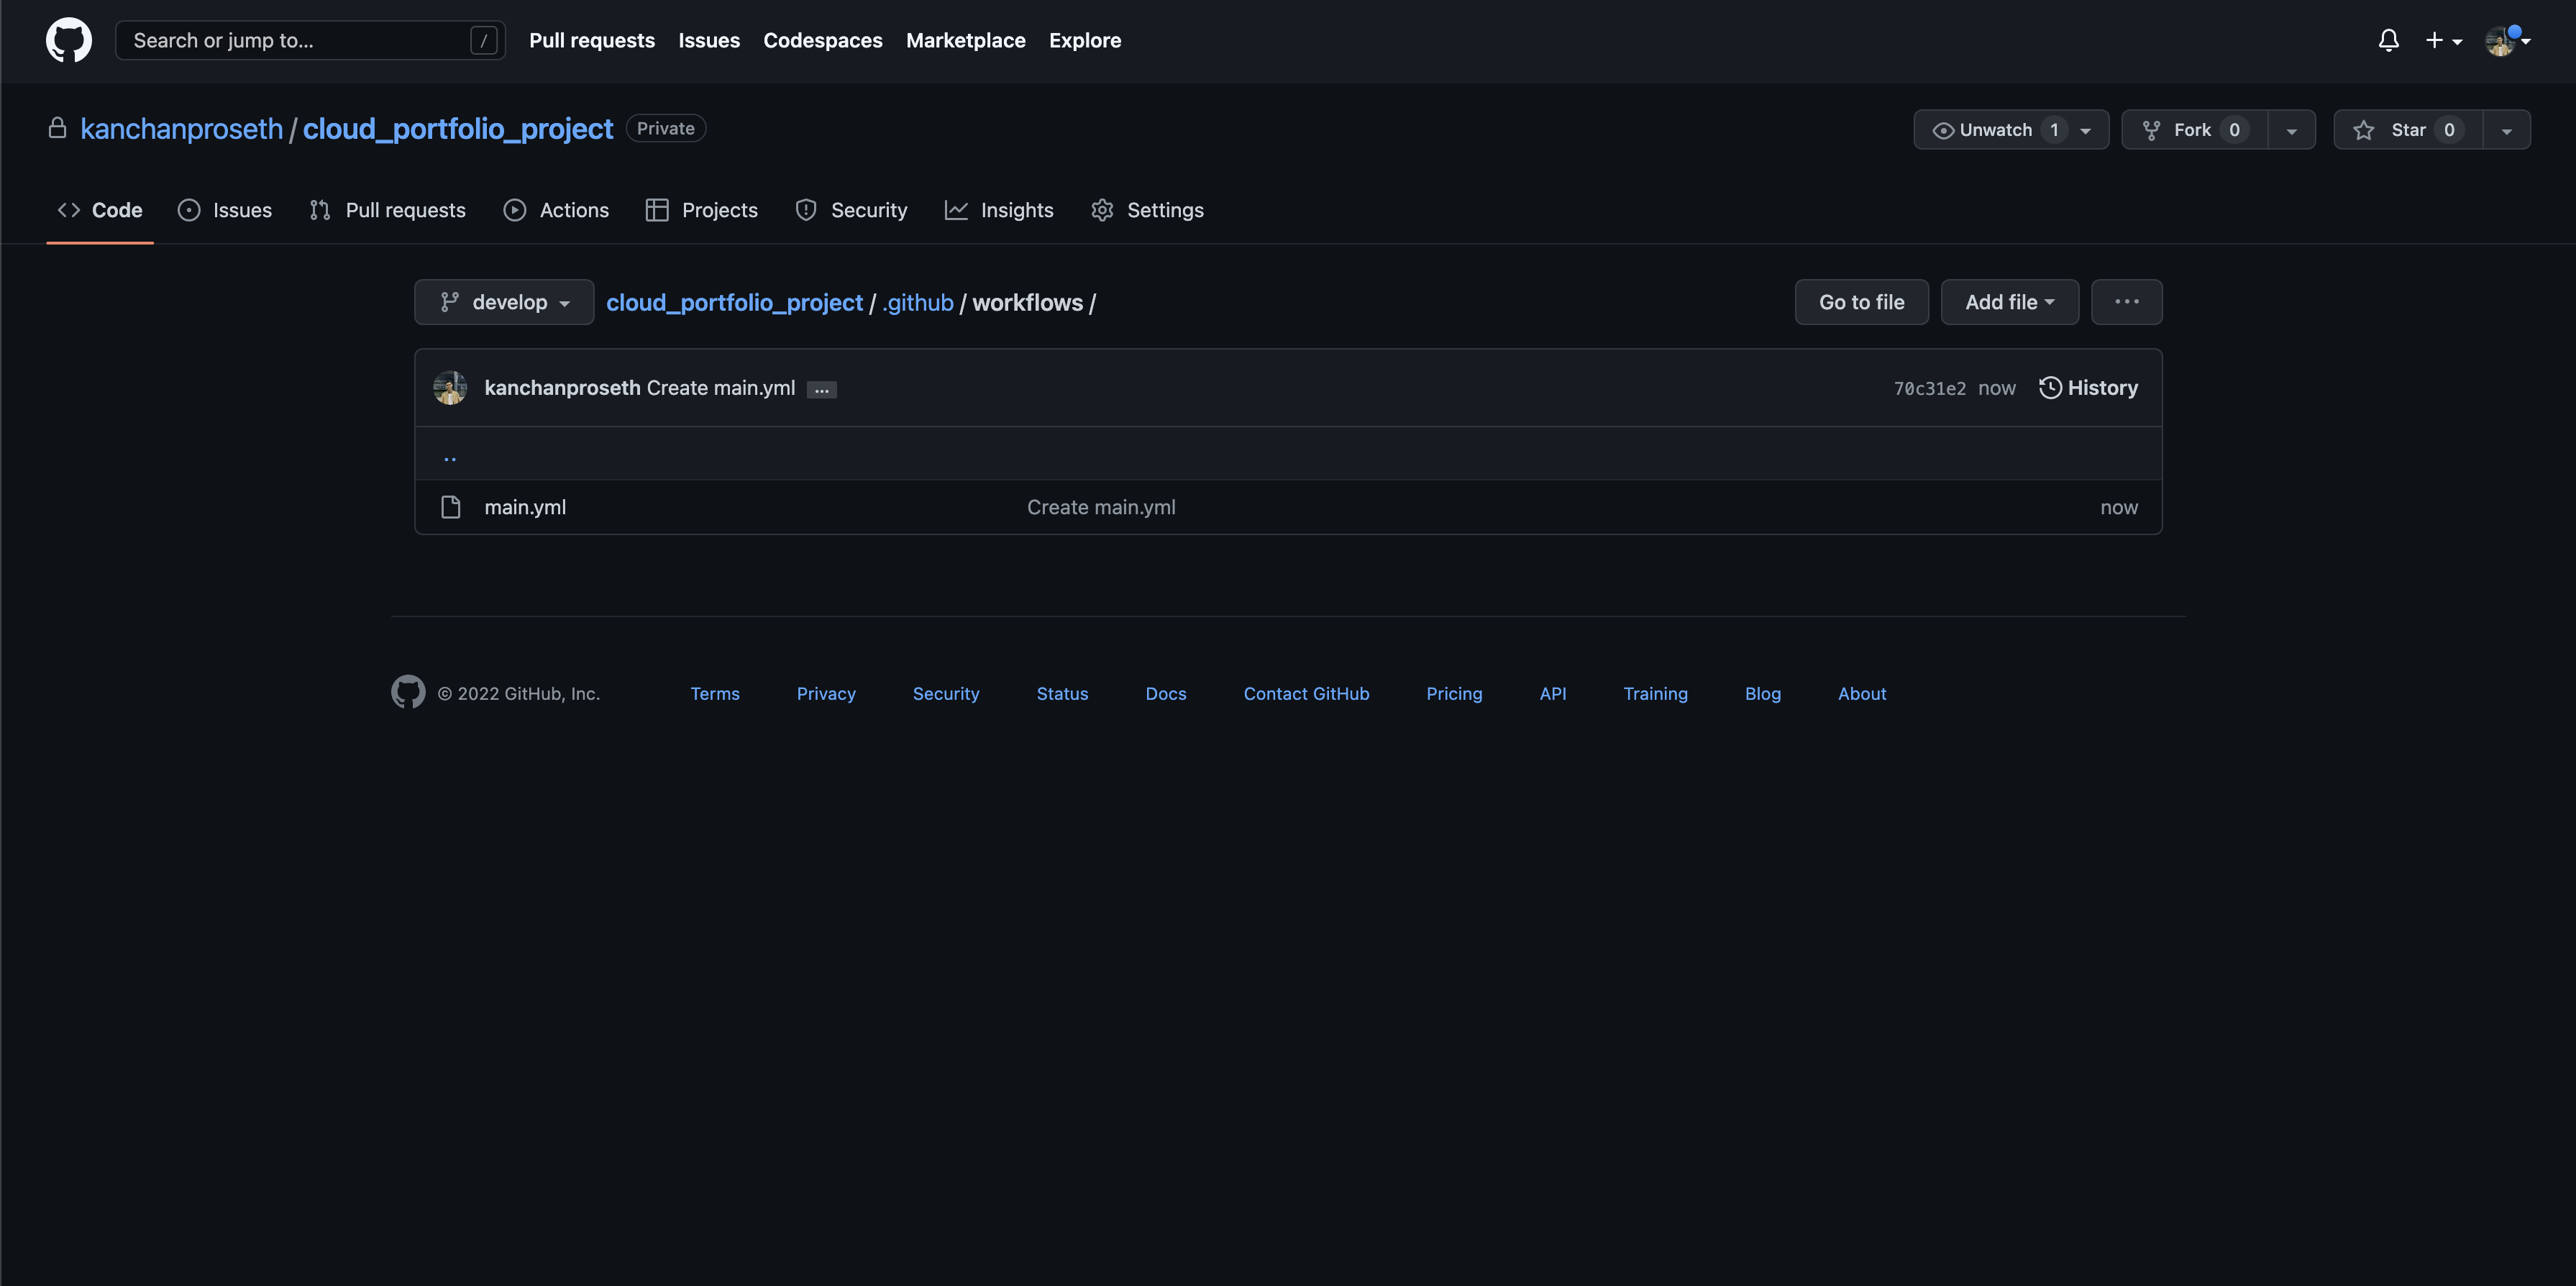 Search or jump to... / Pull requests Issues Codespaces Marketplace Explore
kanchanproseth / cloud_portfolio_project Private Unwatch 1 Fork 0 Star 0
Code Issues Pull requests Actions Projects Security Insights Settings
develop cloud_portfolio_project / .github / workflows / Go to file Add file ...
kanchanproseth Create main.yml ... 70c31e2 now History
..
main.yml Create main.yml now
© 2022 GitHub, Inc. Terms Privacy Security Status Docs Contact GitHub Pricing API Training Blog About